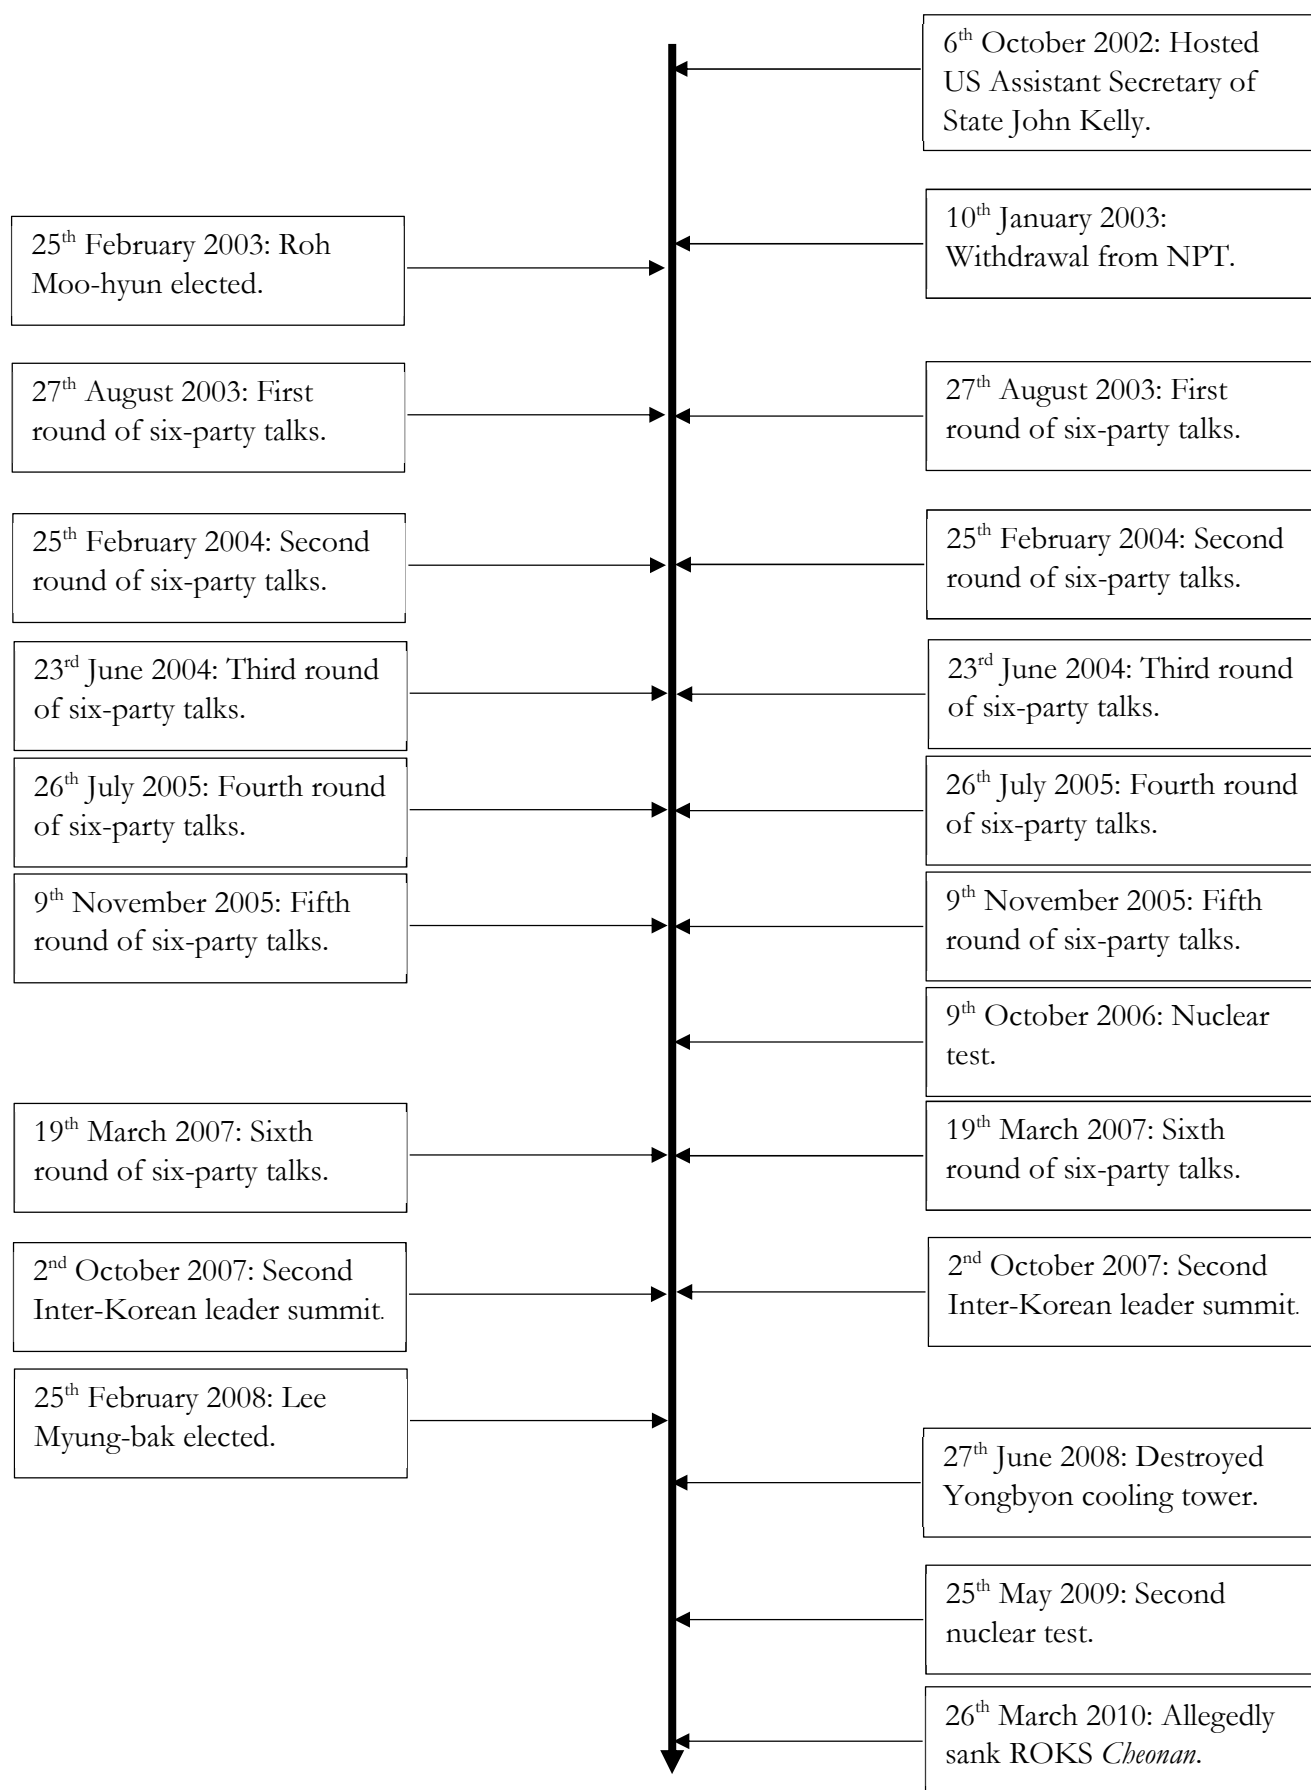 6th October 2002: Hosted
US Assistant Secretary of
State John Kelly.
10th January 2003:
Withdrawal from NPT.
25th February 2003: Roh
Moo-hyun elected.
27th August 2003: First
round of six-party talks.
27th August 2003: First
round of six-party talks.
25th February 2004: Second
round of six-party talks.
25th February 2004: Second
round of six-party talks.
23rd June 2004: Third round
of six-party talks.
23rd June 2004: Third round
of six-party talks.
26th July 2005: Fourth round
of six-party talks.
26th July 2005: Fourth round
of six-party talks.
9th November 2005: Fifth
round of six-party talks.
9th November 2005: Fifth
round of six-party talks.
9th October 2006: Nuclear
test.
19th March 2007: Sixth
round of six-party talks.
19th March 2007: Sixth
round of six-party talks.
2nd October 2007: Second
Inter-Korean leader summit.
2nd October 2007: Second
Inter-Korean leader summit.
25th February 2008: Lee
Myung-bak elected.
27th June 2008: Destroyed
Yongbyon cooling tower.
25th May 2009: Second
nuclear test.
26th March 2010: Allegedly
sank ROKS Cheonan.